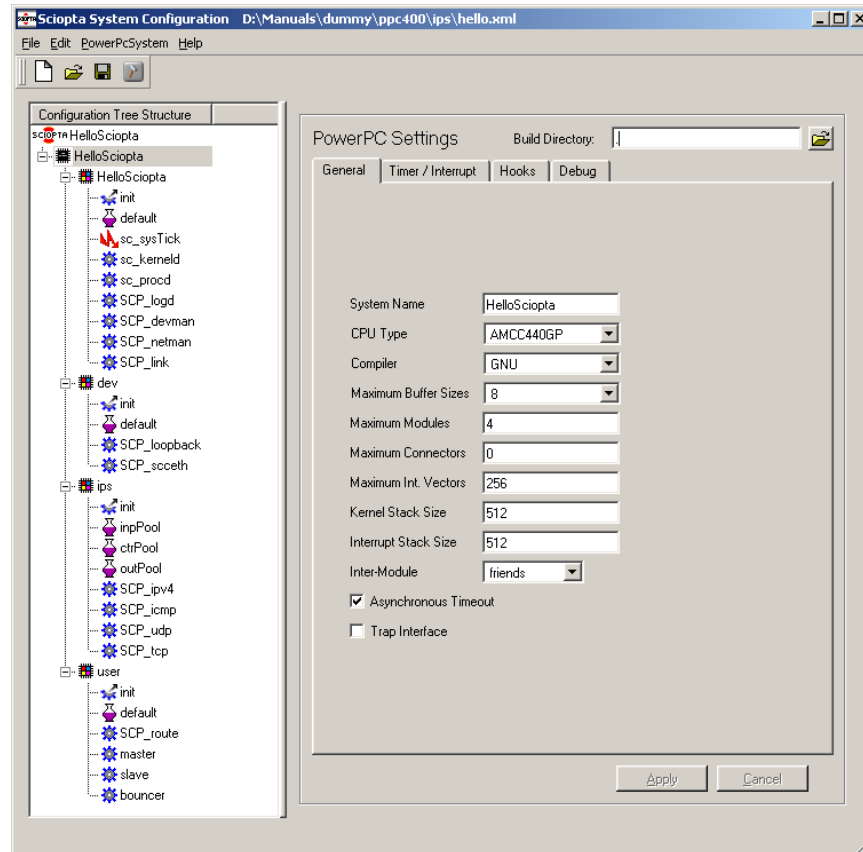 SCIOPTA Sciopta System Configuration D:\Manuals\dummy\ppc400\ips\hello.xml
File Edit PowerPcSystem Help
Configuration Tree Structure
SCIOPTA HelloSciopta
HelloSciopta
HelloSciopta
init
default
sc_sysTick
sc_kerneld
sc_procd
SCP_logd
SCP_devman
SCP_netman
SCP_link
dev
init
default
SCP_loopback
SCP_scceth
ips
init
inpPool
ctrPool
outPool
SCP_ipv4
SCP_icmp
SCP_udp
SCP_tcp
user
init
default
SCP_route
master
slave
bouncer
PowerPC Settings Build Directory: .
General Timer / Interrupt Hooks Debug
System Name HelloSciopta
CPU Type AMCC440GP
Compiler GNU
Maximum Buffer Sizes 8
Maximum Modules 4
Maximum Connectors 0
Maximum Int. Vectors 256
Kernel Stack Size 512
Interrupt Stack Size 512
Inter-Module friends
Asynchronous Timeout
Trap Interface
Apply Cancel